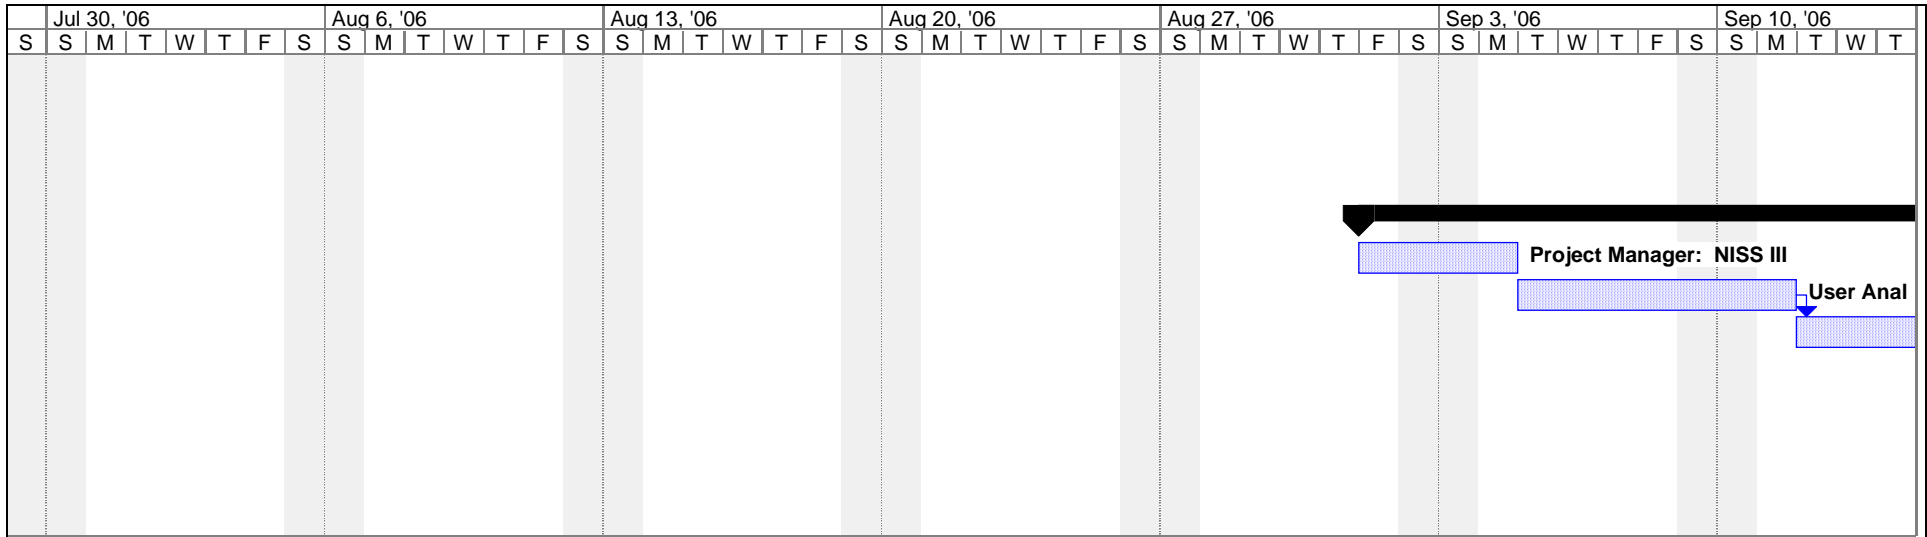 Jul 30, '06 Aug 6, '06 Aug 13, '06 Aug 20, '06 Aug 27, '06 Sep 3, '06 Sep 10, '06
S S M T W T F S S M T W T F S S M T W T F S S M T W T F S S M T W T F S S M T W T F S S M T W T
Project Manager: NISS III
User Anal